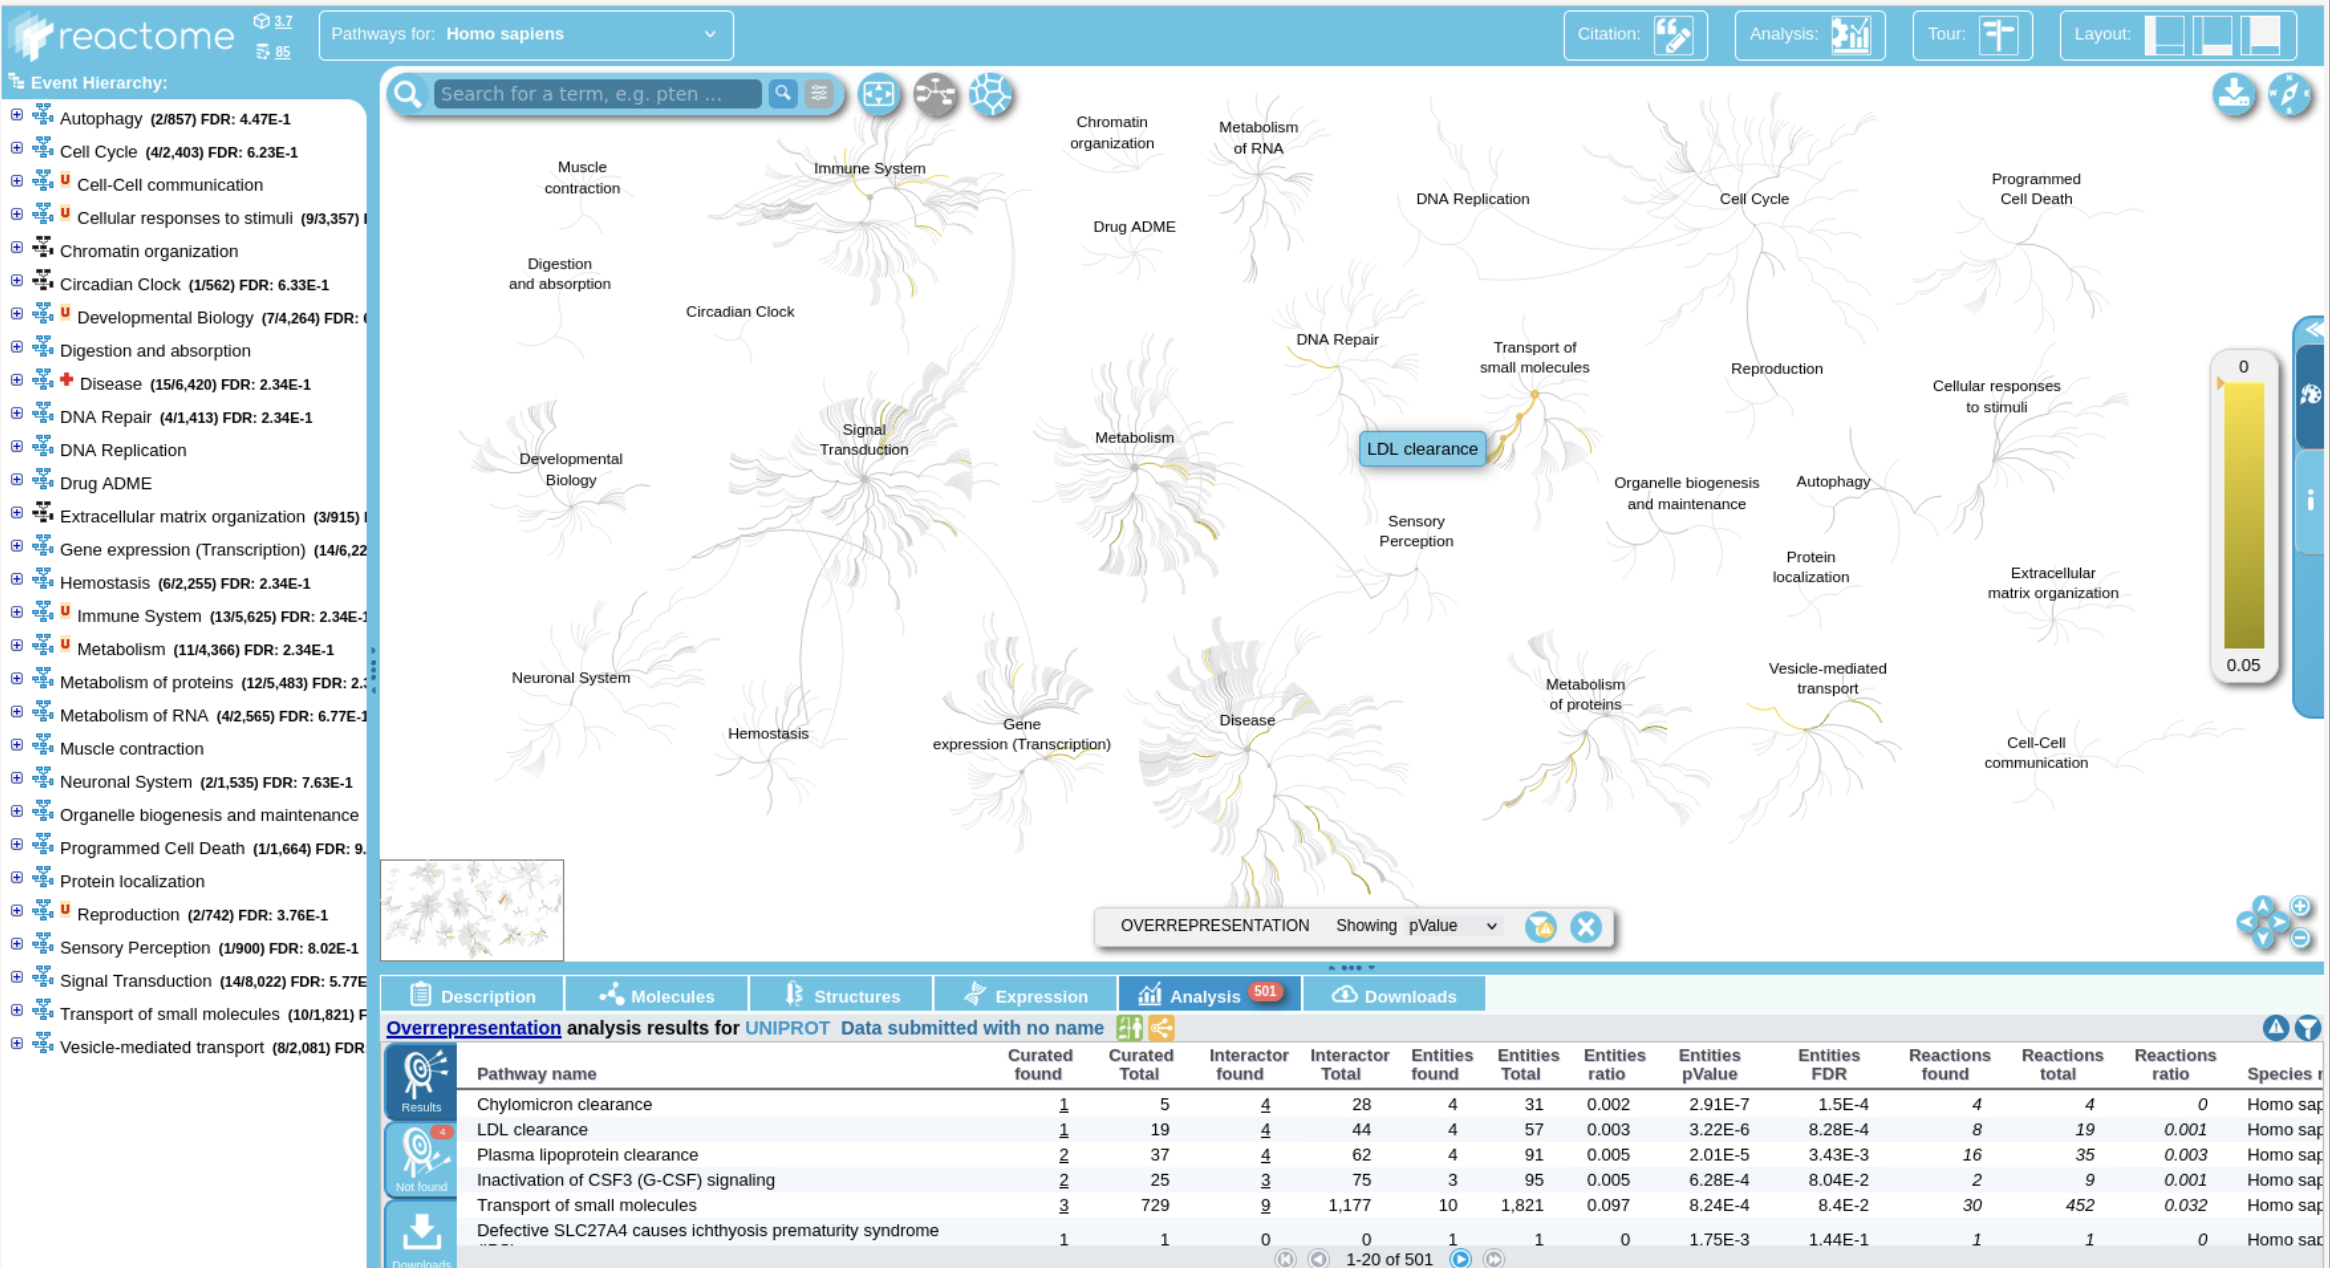 reactome
3.7
85
Pathways for: Homo sapiens
Citation:
Analysis:
Tour:
Layout:
Event Hierarchy:
Autophagy (2/857) FDR: 4.47E-1
Cell Cycle (4/2,403) FDR: 6.23E-1
Cell-Cell communication
Cellular responses to stimuli (9/3,357)
Chromatin organization
Circadian Clock (1/562) FDR: 6.33E-1
Developmental Biology (7/4,264) FDR:
Digestion and absorption
Disease (15/6,420) FDR: 2.34E-1
DNA Repair (4/1,413) FDR: 2.34E-1
DNA Replication
Drug ADME
Extracellular matrix organization (3/915)
Gene expression (Transcription) (14/6,22
Hemostasis (6/2,255) FDR: 2.34E-1
Immune System (13/5,625) FDR: 2.34E-1
Metabolism (11/4,366) FDR: 2.34E-1
Metabolism of proteins (12/5,483) FDR: 2.3
Metabolism of RNA (4/2,565) FDR: 6.77E-1
Muscle contraction
Neuronal System (2/1,535) FDR: 7.63E-1
Organelle biogenesis and maintenance
Programmed Cell Death (1/1,664) FDR: 9.
Protein localization
Reproduction (2/742) FDR: 3.76E-1
Sensory Perception (1/900) FDR: 8.02E-1
Signal Transduction (14/8,022) FDR: 5.77E
Transport of small molecules (10/1,821) F
Vesicle-mediated transport (8/2,081) FDR:
Search for a term, e.g. pten ...
Chromatin
organization
Metabolism
of RNA
Muscle
contraction
Immune System
DNA Replication
Cell Cycle
Programmed
Cell Death
Drug ADME
Digestion
and absorption
Circadian Clock
DNA Repair
Transport of
small molecules
Reproduction
Cellular responses
to stimuli
0
0.05
Signal
Transduction
Metabolism
LDL clearance
Developmental
Biology
Organelle biogenesis
and maintenance
Autophagy
Sensory
Perception
Protein
localization
Extracellular
matrix organization
Neuronal System
Hemostasis
Gene
expression (Transcription)
Disease
Metabolism
of proteins
Vesicle-mediated
transport
Cell-Cell
communication
OVERREPRESENTATION Showing pValue
Description
Molecules
Structures
Expression
Analysis 501
Downloads
Overrepresentation analysis results for UNIPROT Data submitted with no name
Results
4
Not found
Downloads
Pathway name Curated found Curated Total Interactor found Interactor Total Entities found Entities Total Entities ratio Entities pValue Entities FDR Reactions found Reactions total Reactions ratio Species
Chylomicron clearance 1 5 4 28 4 31 0.002 2.91E-7 1.5E-4 4 4 0 Homo sap
LDL clearance 1 19 4 44 4 57 0.003 3.22E-6 8.28E-4 8 19 0.001 Homo sap
Plasma lipoprotein clearance 2 37 4 62 4 91 0.005 2.01E-5 3.43E-3 16 35 0.003 Homo sap
Inactivation of CSF3 (G-CSF) signaling 2 25 3 75 3 95 0.005 6.28E-4 8.04E-2 2 9 0.001 Homo sap
Transport of small molecules 3 729 9 1,177 10 1,821 0.097 8.24E-4 8.4E-2 30 452 0.032 Homo sap
Defective SLC27A4 causes ichthyosis prematurity syndrome 1 1 0 0 1 1 0 1.75E-3 1.44E-1 1 1 0 Homo sap
1-20 of 501